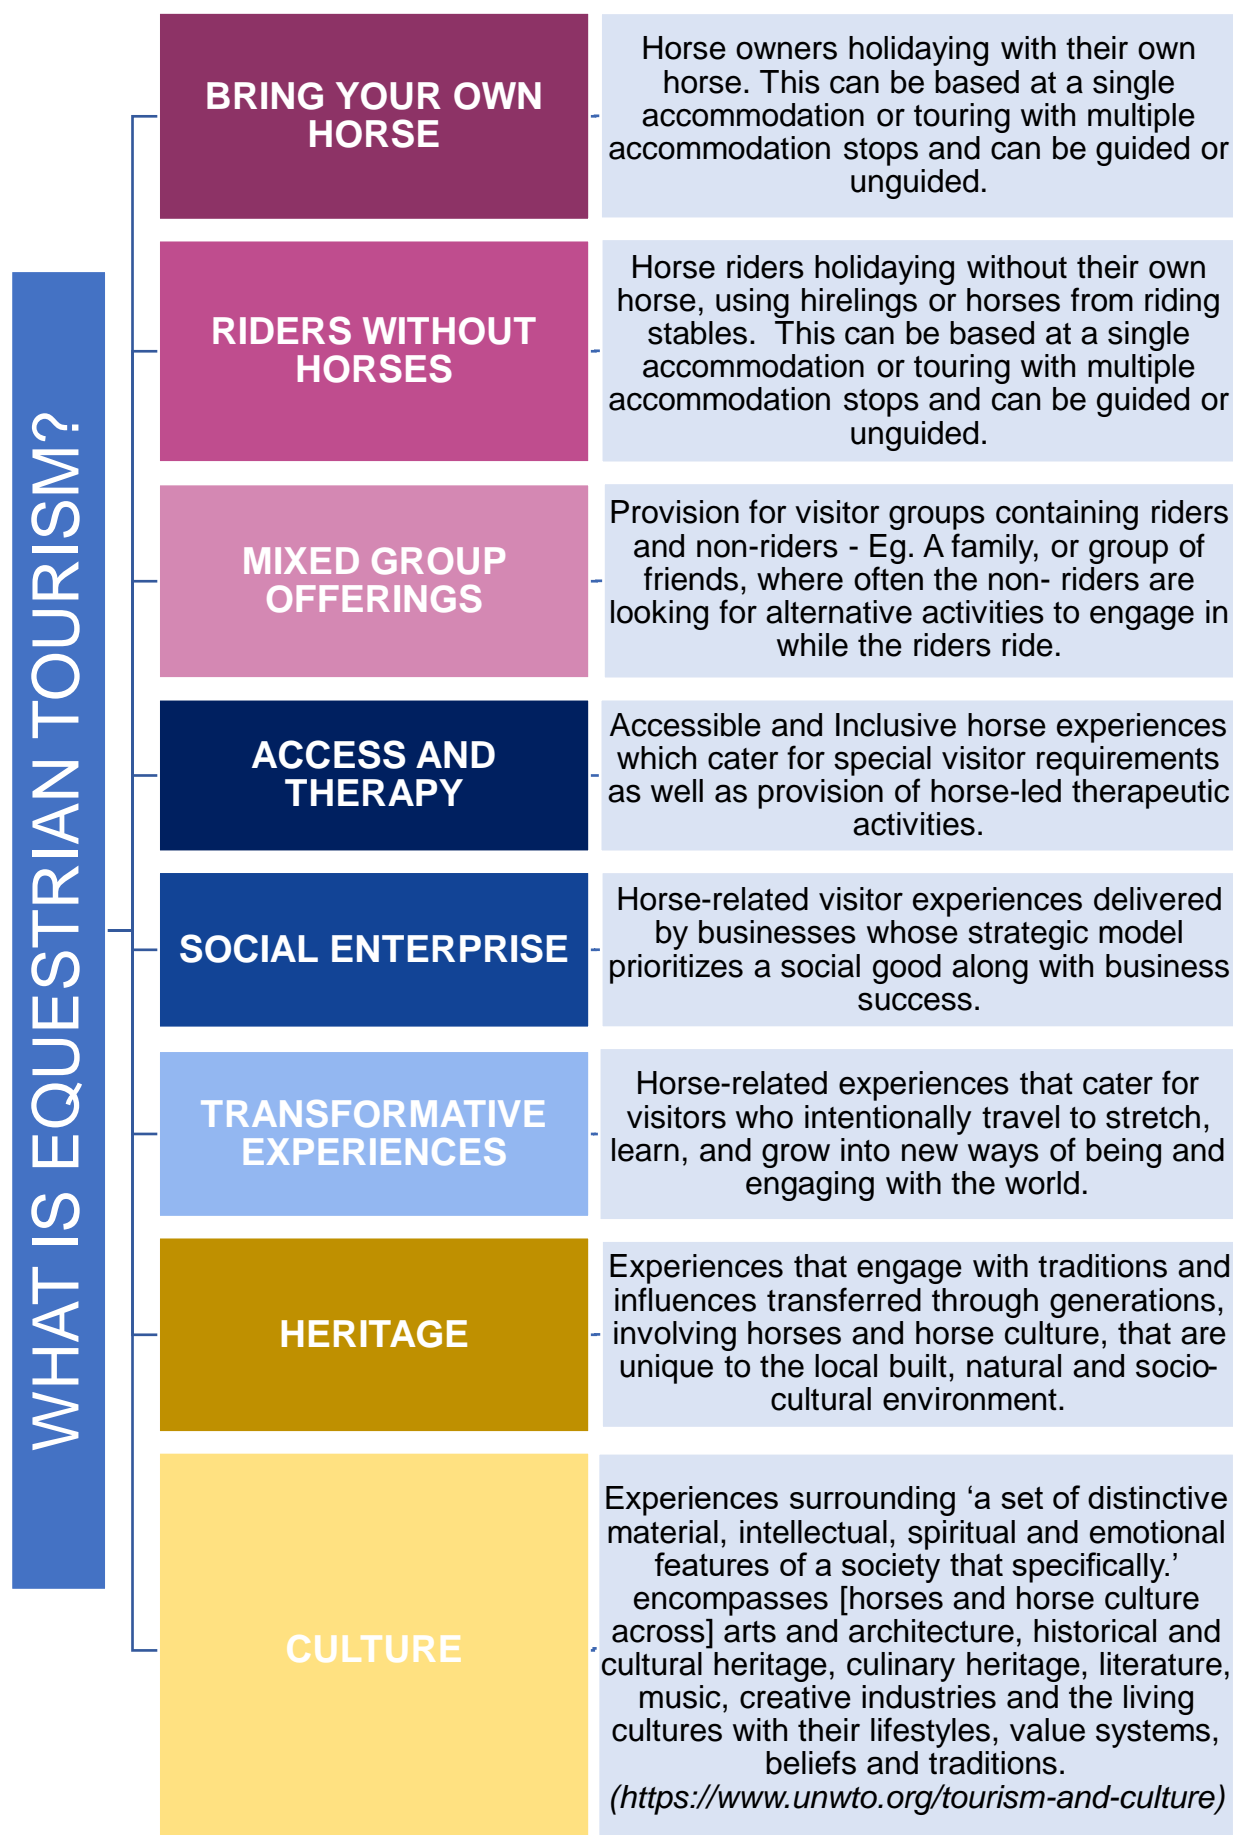 WHAT IS EQUESTRIAN TOURISM?
BRING YOUR OWN
HORSE
Horse owners holidaying with their own
horse. This can be based at a single
accommodation or touring with multiple
accommodation stops and can be guided or
unguided.
RIDERS WITHOUT
HORSES
Horse riders holidaying without their own
horse, using hirelings or horses from riding
stables.  This can be based at a single
accommodation or touring with multiple
accommodation stops and can be guided or
unguided.
MIXED GROUP
OFFERINGS
Provision for visitor groups containing riders
and non-riders - Eg. A family, or group of
friends, where often the non- riders are
looking for alternative activities to engage in
while the riders ride.
ACCESS AND
THERAPY
Accessible and Inclusive horse experiences
which cater for special visitor requirements
as well as provision of horse-led therapeutic
activities.
SOCIAL ENTERPRISE
Horse-related visitor experiences delivered
by businesses whose strategic model
prioritizes a social good along with business
success.
TRANSFORMATIVE
EXPERIENCES
Horse-related experiences that cater for
visitors who intentionally travel to stretch,
learn, and grow into new ways of being and
engaging with the world.
HERITAGE
Experiences that engage with traditions and
influences transferred through generations,
involving horses and horse culture, that are
unique to the local built, natural and socio-
cultural environment.
CULTURE
Experiences surrounding ‘a set of distinctive
material, intellectual, spiritual and emotional
features of a society that specifically.’
encompasses [horses and horse culture
across] arts and architecture, historical and
cultural heritage, culinary heritage, literature,
music, creative industries and the living
cultures with their lifestyles, value systems,
beliefs and traditions.
(https://www.unwto.org/tourism-and-culture)